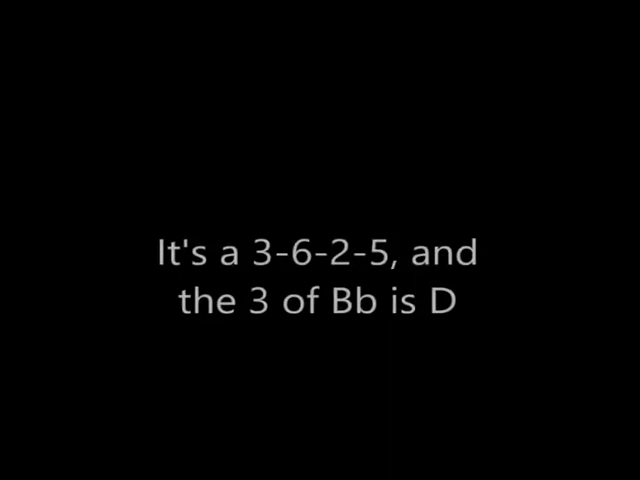 It's a 3-6-2-5, and
the 3 of Bb is D